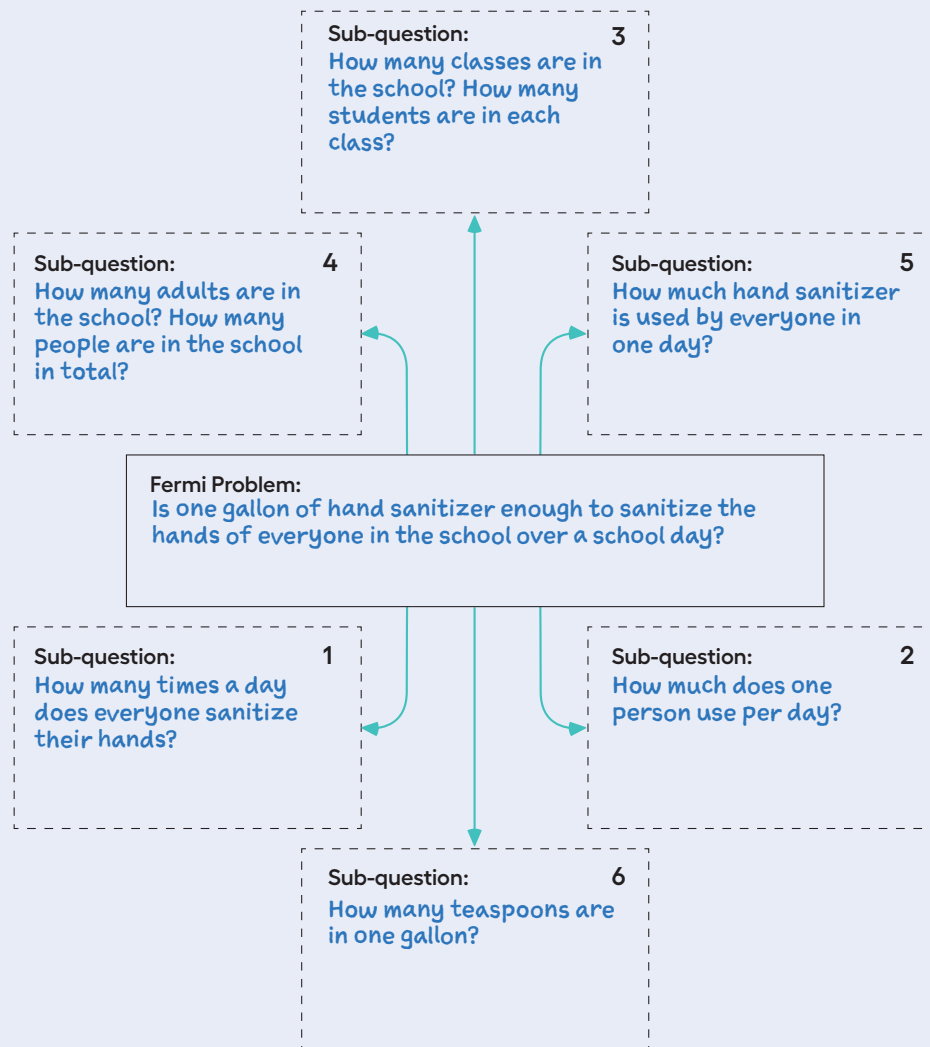 Sub-question: 3
How many classes are in
the school? How many
students are in each
class?
Sub-question: 4
How many adults are in
the school? How many
people are in the school
in total?
Sub-question: 5
How much hand sanitizer
is used by everyone in
one day?
Fermi Problem:
Is one gallon of hand sanitizer enough to sanitize the
hands of everyone in the school over a school day?
Sub-question: 1
How many times a day
does everyone sanitize
their hands?
Sub-question: 2
How much does one
person use per day?
Sub-question: 6
How many teaspoons are
in one gallon?